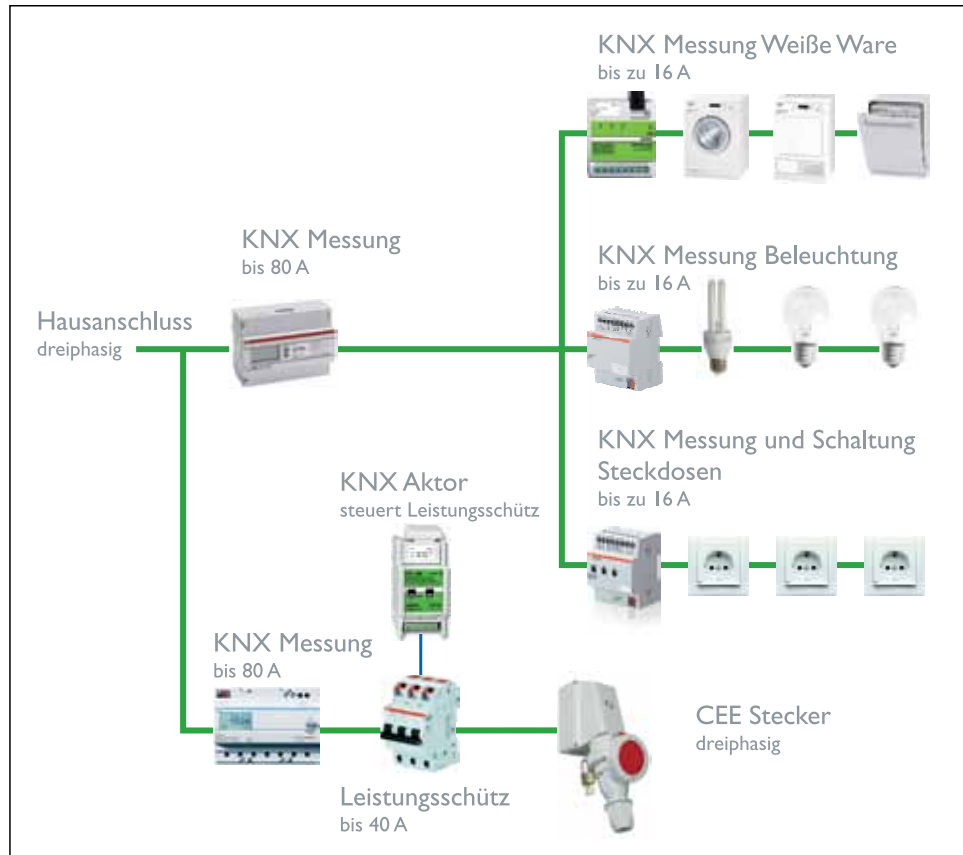 KNX Messung Weiße Ware
bis zu 16 A
KNX Messung
bis 80 A
KNX Messung Beleuchtung
bis zu 16 A
Hausanschluss
dreiphasig
KNX Messung und Schaltung
Steckdosen
bis zu 16 A
KNX Aktor
steuert Leistungsschütz
KNX Messung
bis 80 A
CEE Stecker
dreiphasig
Leistungsschütz
bis 40 A